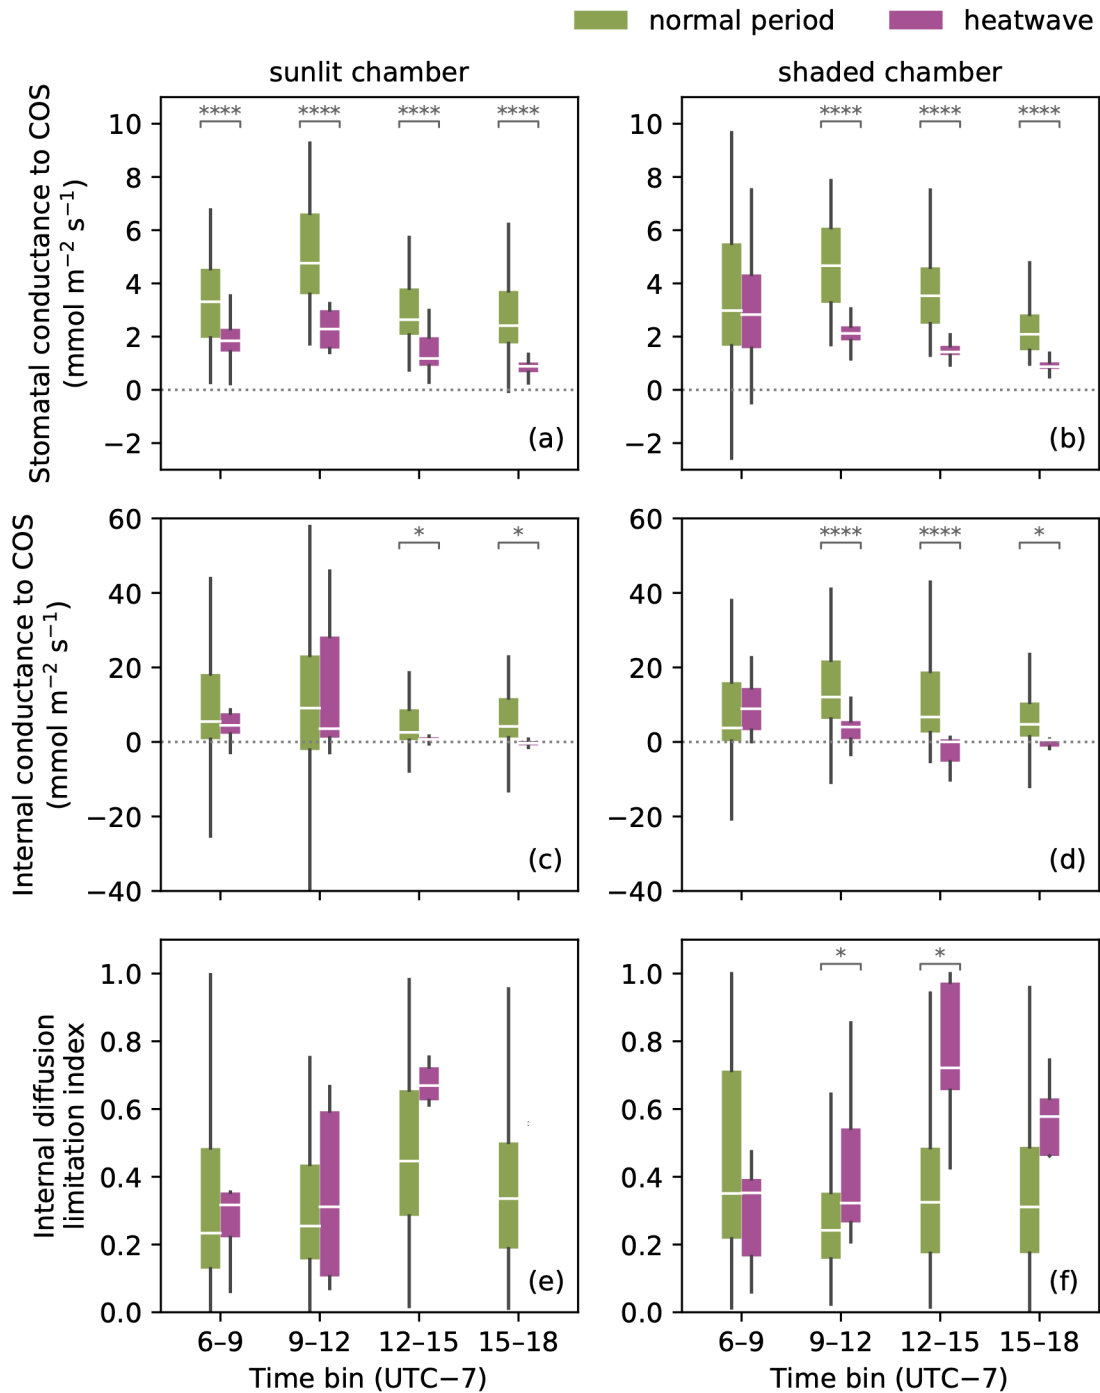 normal period heatwave
sunlit chamber shaded chamber
Stomatal conductance to COS
(mmol m⁻² s⁻¹)
**** **** **** ****
10
8
6
4
2
0
−2
(a)
**** **** ****
10
8
6
4
2
0
−2
(b)
Internal conductance to COS
(mmol m⁻² s⁻¹)
* *
60
40
20
0
−20
−40
(c)
**** **** *
60
40
20
0
−20
−40
(d)
Internal diffusion
limitation index
1.0
0.8
0.6
0.4
0.2
0.0
(e)
6–9 9–12 12–15 15–18
Time bin (UTC−7)
* *
1.0
0.8
0.6
0.4
0.2
0.0
(f)
6–9 9–12 12–15 15–18
Time bin (UTC−7)